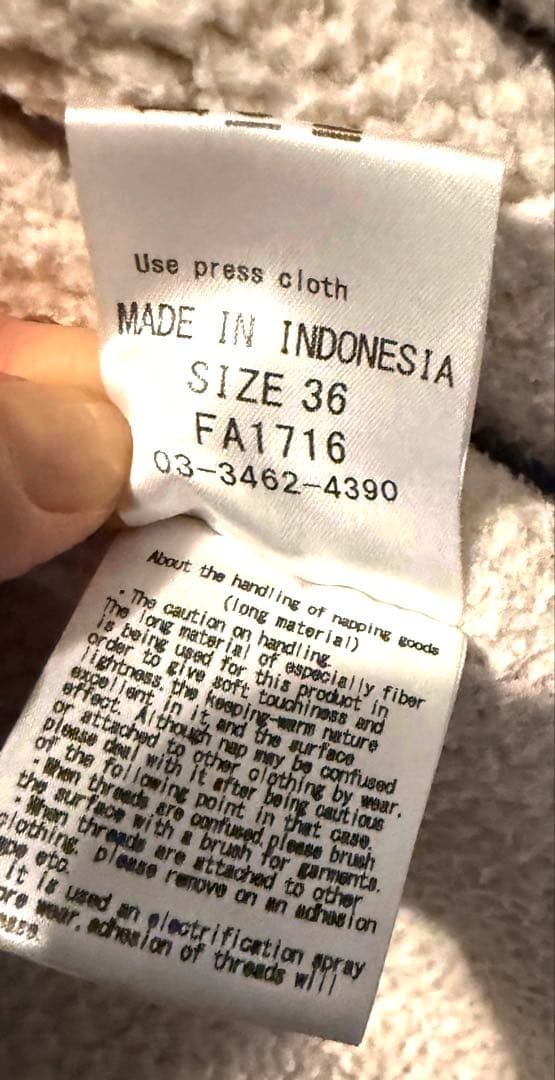 Use press cloth
MADE IN INDONESIA
SIZE 36
FA1716
03-3462-4390
About the handling of napping goods
(long material)
・The caution on handling.
The long material of especially fiber
is being used for this product in
order to give soft touchiness and
lightness, the keeping-warm nature
excellent in it and the surface
effect. Although nap may be confused
or attached to other clothing by wear,
please deal with it after being cautious
of the following point in that case.
・When threads are confused, please brush
the surface with a brush for garments.
・When threads are attached to other
clothing, please remove on an adhesion
etc.
it is used an electrification spray
wear, adhesion of threads will